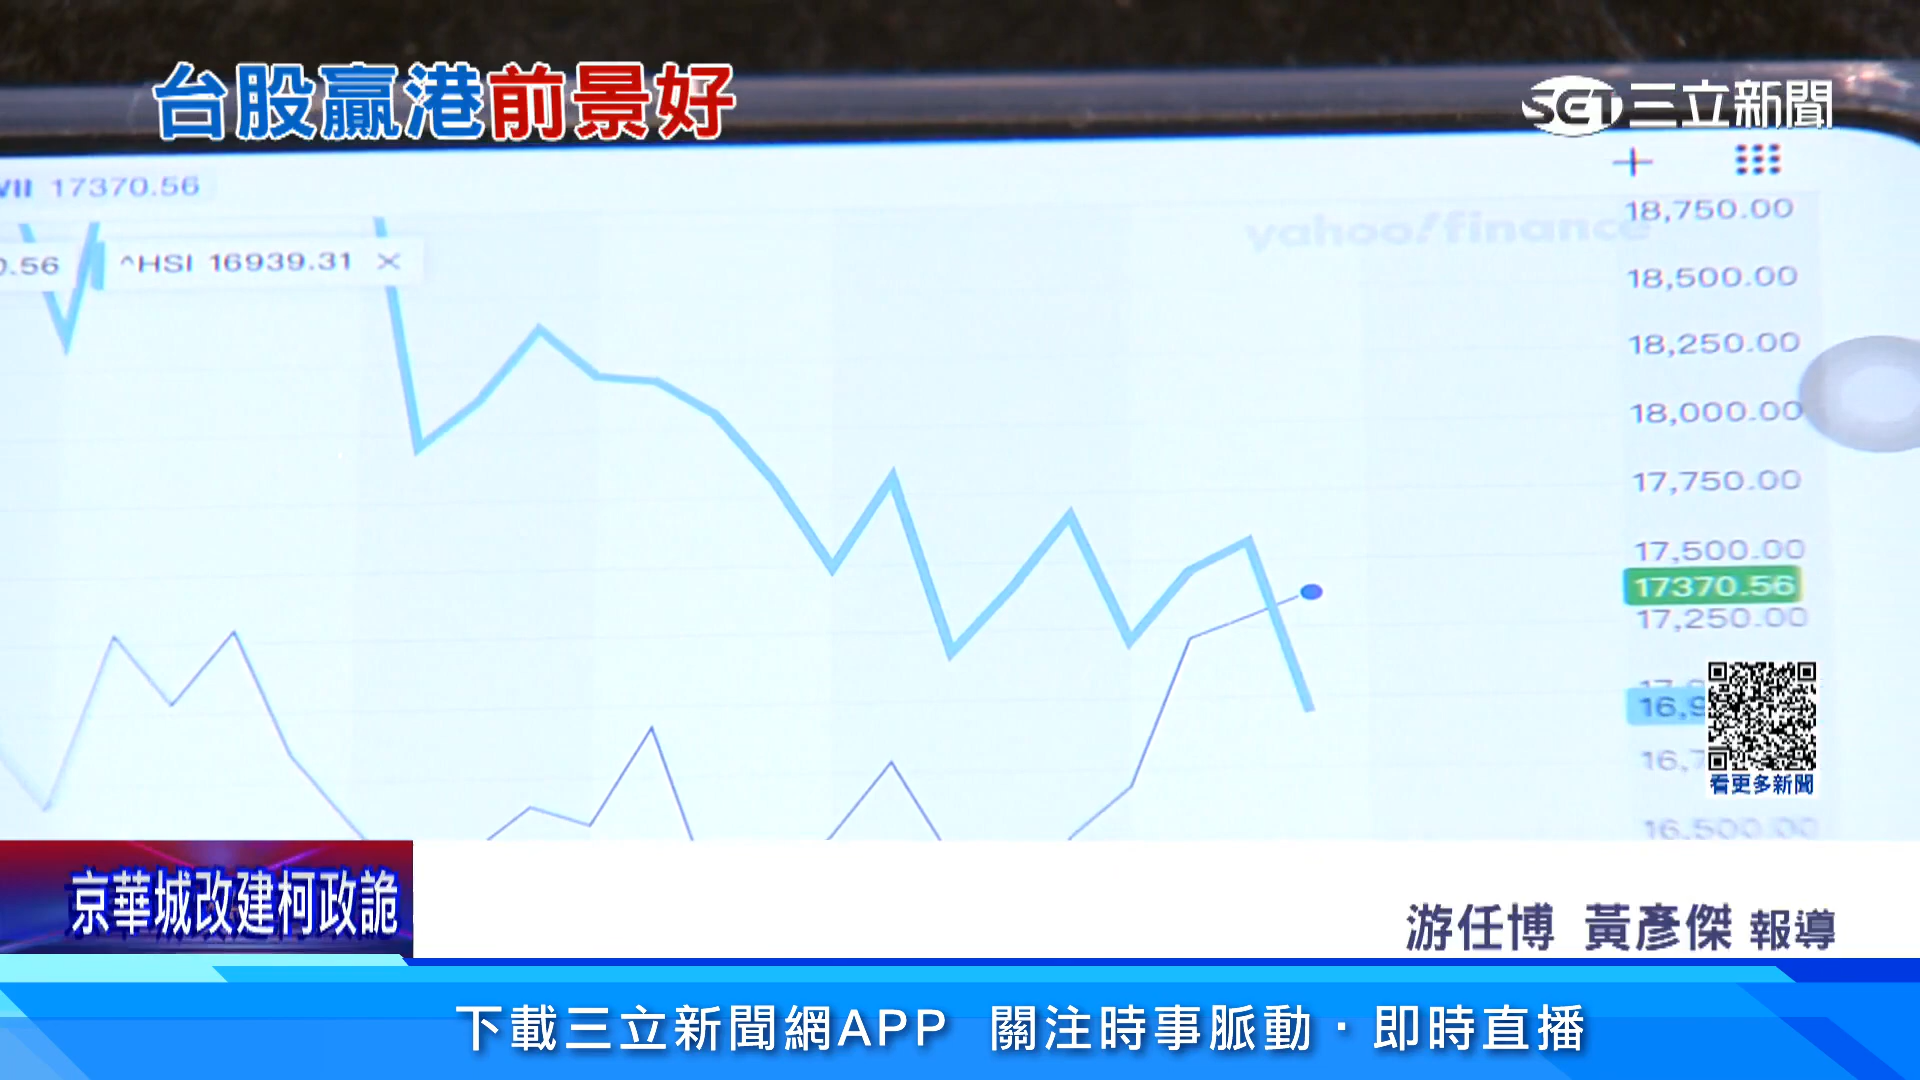 台股贏港前景好
SET三立新聞
VII 17370.56
yahoo!finance
0.56
^HSI 16939.31 ×
18,750.00
18,500.00
18,250.00
18,000.00
17,750.00
17,500.00
17370.56
17,250.00
16,9
16,7
16,500.00
看更多新聞
京華城改建柯政詭
游任博 黃彥傑 報導
下載三立新聞網APP 關注時事脈動·即時直播